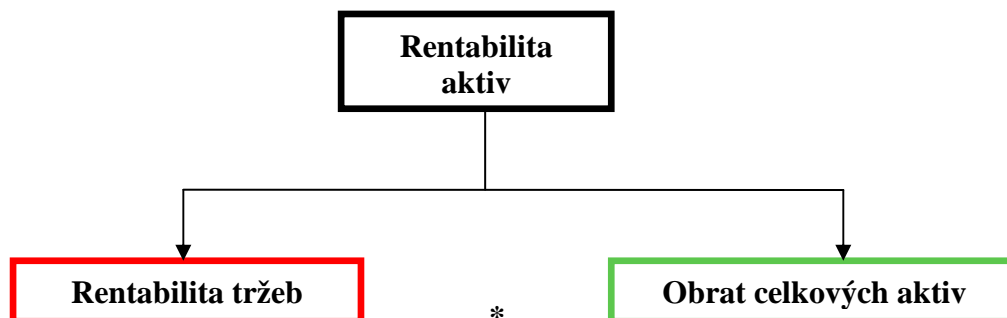 Rentabilita
aktiv
Rentabilita tržeb
*
Obrat celkových aktiv